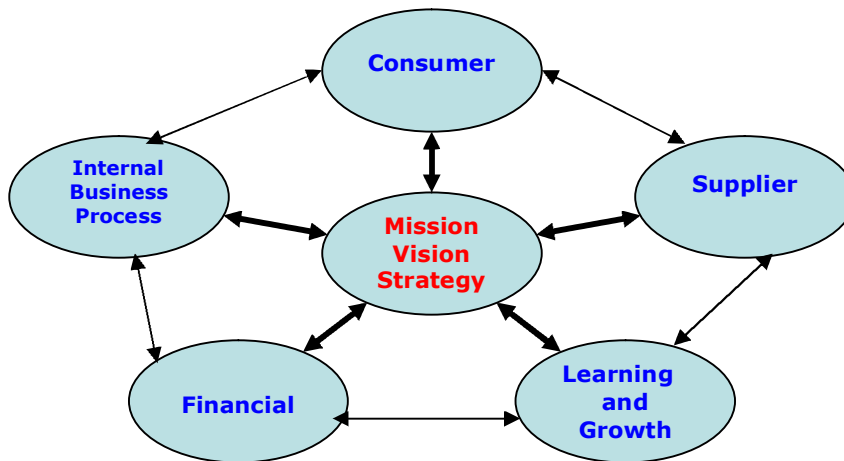 Consumer
Internal
Business
Process
Supplier
Mission
Vision
Strategy
Financial
Learning
and
Growth